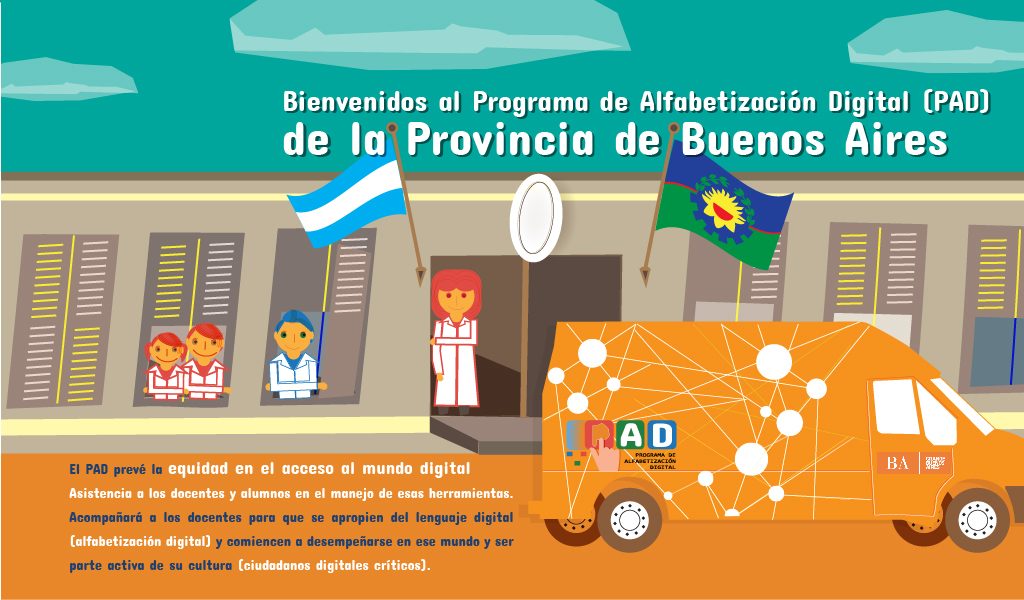 Bienvenidos al Programa de Alfabetización Digital (PAD)
de la Provincia de Buenos Aires
AD
PROGRAMA DE
ALFABETIZACIÓN
DIGITAL
BA
El PAD prevé la equidad en el acceso al mundo digital
Asistencia a los docentes y alumnos en el manejo de esas herramientas.
Acompañará a los docentes para que se apropien del lenguaje digital
(alfabetización digital) y comiencen a desempeñarse en ese mundo y ser
parte activa de su cultura (ciudadanos digitales críticos).